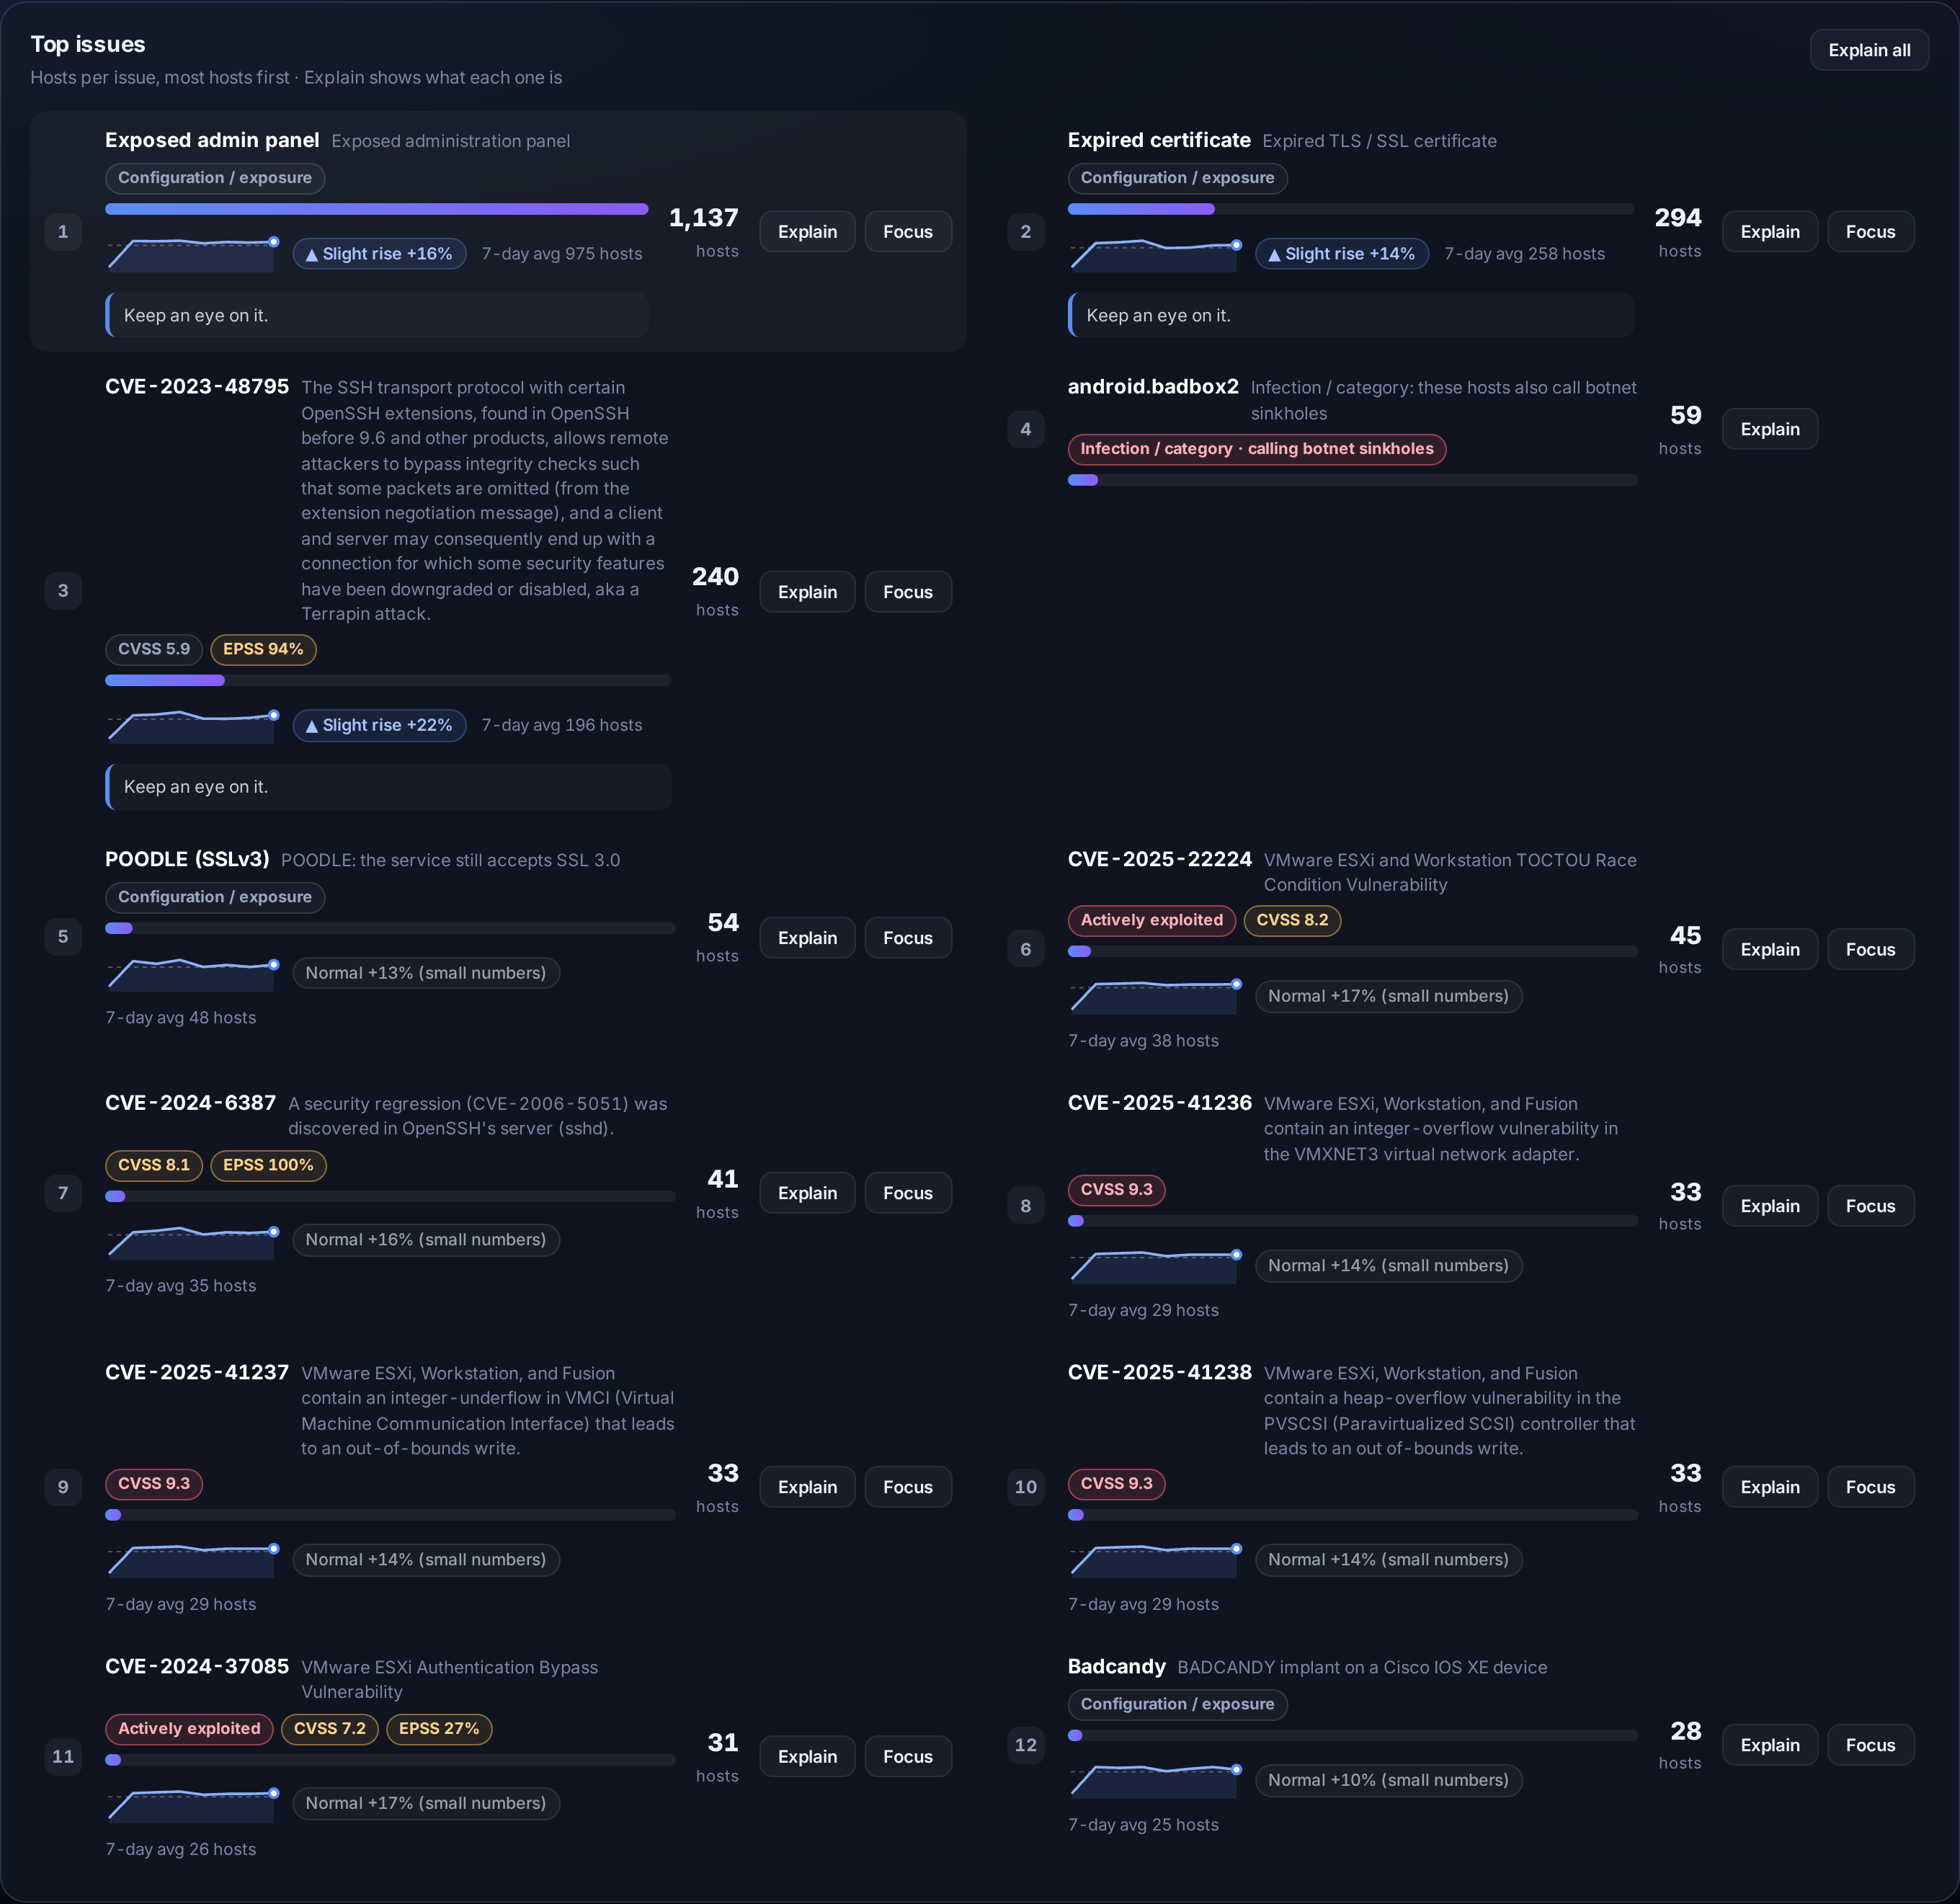 Top issues
Hosts per issue, most hosts first · Explain shows what each one is
Explain all
1
Exposed admin panel Exposed administration panel
Configuration / exposure
▲ Slight rise +16% 7-day avg 975 hosts
Keep an eye on it.
1,137
hosts
Explain Focus
2
Expired certificate Expired TLS / SSL certificate
Configuration / exposure
▲ Slight rise +14% 7-day avg 258 hosts
Keep an eye on it.
294
hosts
Explain Focus
3
CVE-2023-48795 The SSH transport protocol with certain
OpenSSH extensions, found in OpenSSH
before 9.6 and other products, allows remote
attackers to bypass integrity checks such
that some packets are omitted (from the
extension negotiation message), and a client
and server may consequently end up with a
connection for which some security features
have been downgraded or disabled, aka a
Terrapin attack.
CVSS 5.9 EPSS 94%
▲ Slight rise +22% 7-day avg 196 hosts
Keep an eye on it.
240
hosts
Explain Focus
4
android.badbox2 Infection / category: these hosts also call botnet
sinkholes
Infection / category · calling botnet sinkholes
59
hosts
Explain
5
POODLE (SSLv3) POODLE: the service still accepts SSL 3.0
Configuration / exposure
Normal +13% (small numbers)
7-day avg 48 hosts
54
hosts
Explain Focus
6
CVE-2025-22224 VMware ESXi and Workstation TOCTOU Race
Condition Vulnerability
Actively exploited CVSS 8.2
Normal +17% (small numbers)
7-day avg 38 hosts
45
hosts
Explain Focus
7
CVE-2024-6387 A security regression (CVE-2006-5051) was
discovered in OpenSSH's server (sshd).
CVSS 8.1 EPSS 100%
Normal +16% (small numbers)
7-day avg 35 hosts
41
hosts
Explain Focus
8
CVE-2025-41236 VMware ESXi, Workstation, and Fusion
contain an integer-overflow vulnerability in
the VMXNET3 virtual network adapter.
CVSS 9.3
Normal +14% (small numbers)
7-day avg 29 hosts
33
hosts
Explain Focus
9
CVE-2025-41237 VMware ESXi, Workstation, and Fusion
contain an integer-underflow in VMCI (Virtual
Machine Communication Interface) that leads
to an out-of-bounds write.
CVSS 9.3
Normal +14% (small numbers)
7-day avg 29 hosts
33
hosts
Explain Focus
10
CVE-2025-41238 VMware ESXi, Workstation, and Fusion
contain a heap-overflow vulnerability in the
PVSCSI (Paravirtualized SCSI) controller that
leads to an out of-bounds write.
CVSS 9.3
Normal +14% (small numbers)
7-day avg 29 hosts
33
hosts
Explain Focus
11
CVE-2024-37085 VMware ESXi Authentication Bypass
Vulnerability
Actively exploited CVSS 7.2 EPSS 27%
Normal +17% (small numbers)
7-day avg 26 hosts
31
hosts
Explain Focus
12
Badcandy BADCANDY implant on a Cisco IOS XE device
Configuration / exposure
Normal +10% (small numbers)
7-day avg 25 hosts
28
hosts
Explain Focus